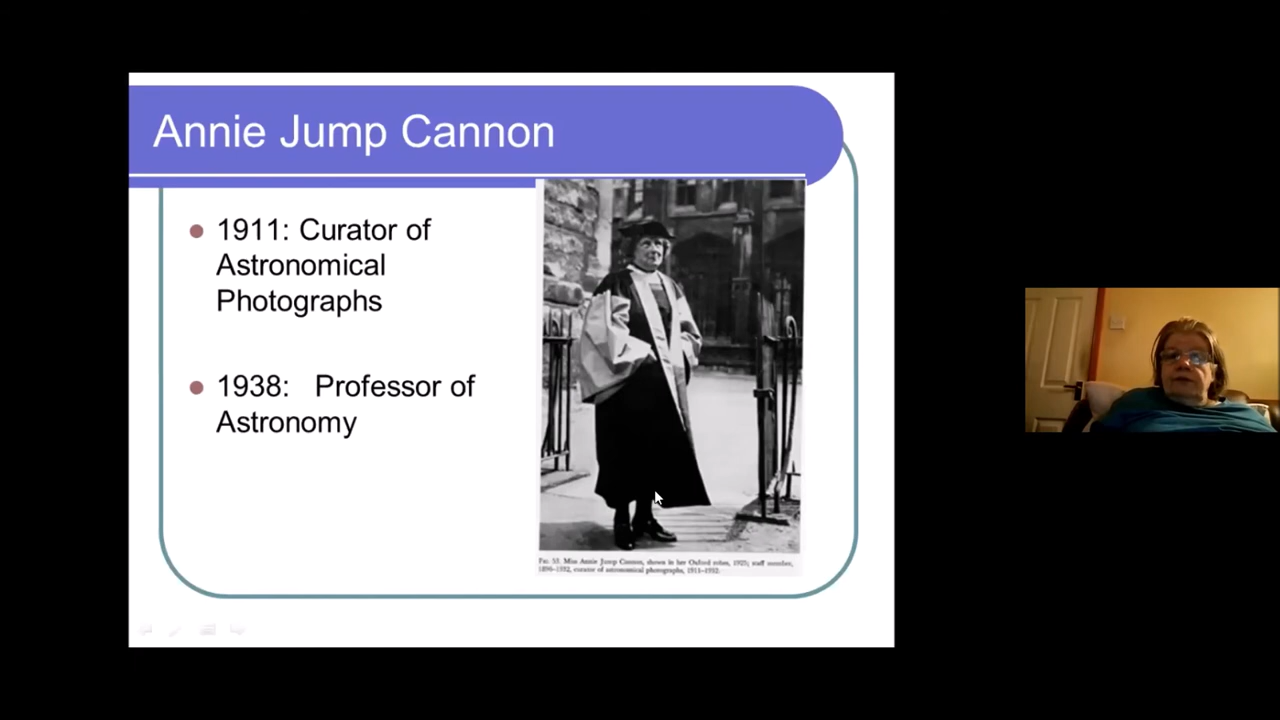 Annie Jump Cannon
1911: Curator of
Astronomical
Photographs
1938: Professor of
Astronomy
Fig. 53. Miss Annie Jump Cannon, shown in her Oxford robes, 1925; staff member,
1896–1932, curator of astronomical photographs, 1911–1932.